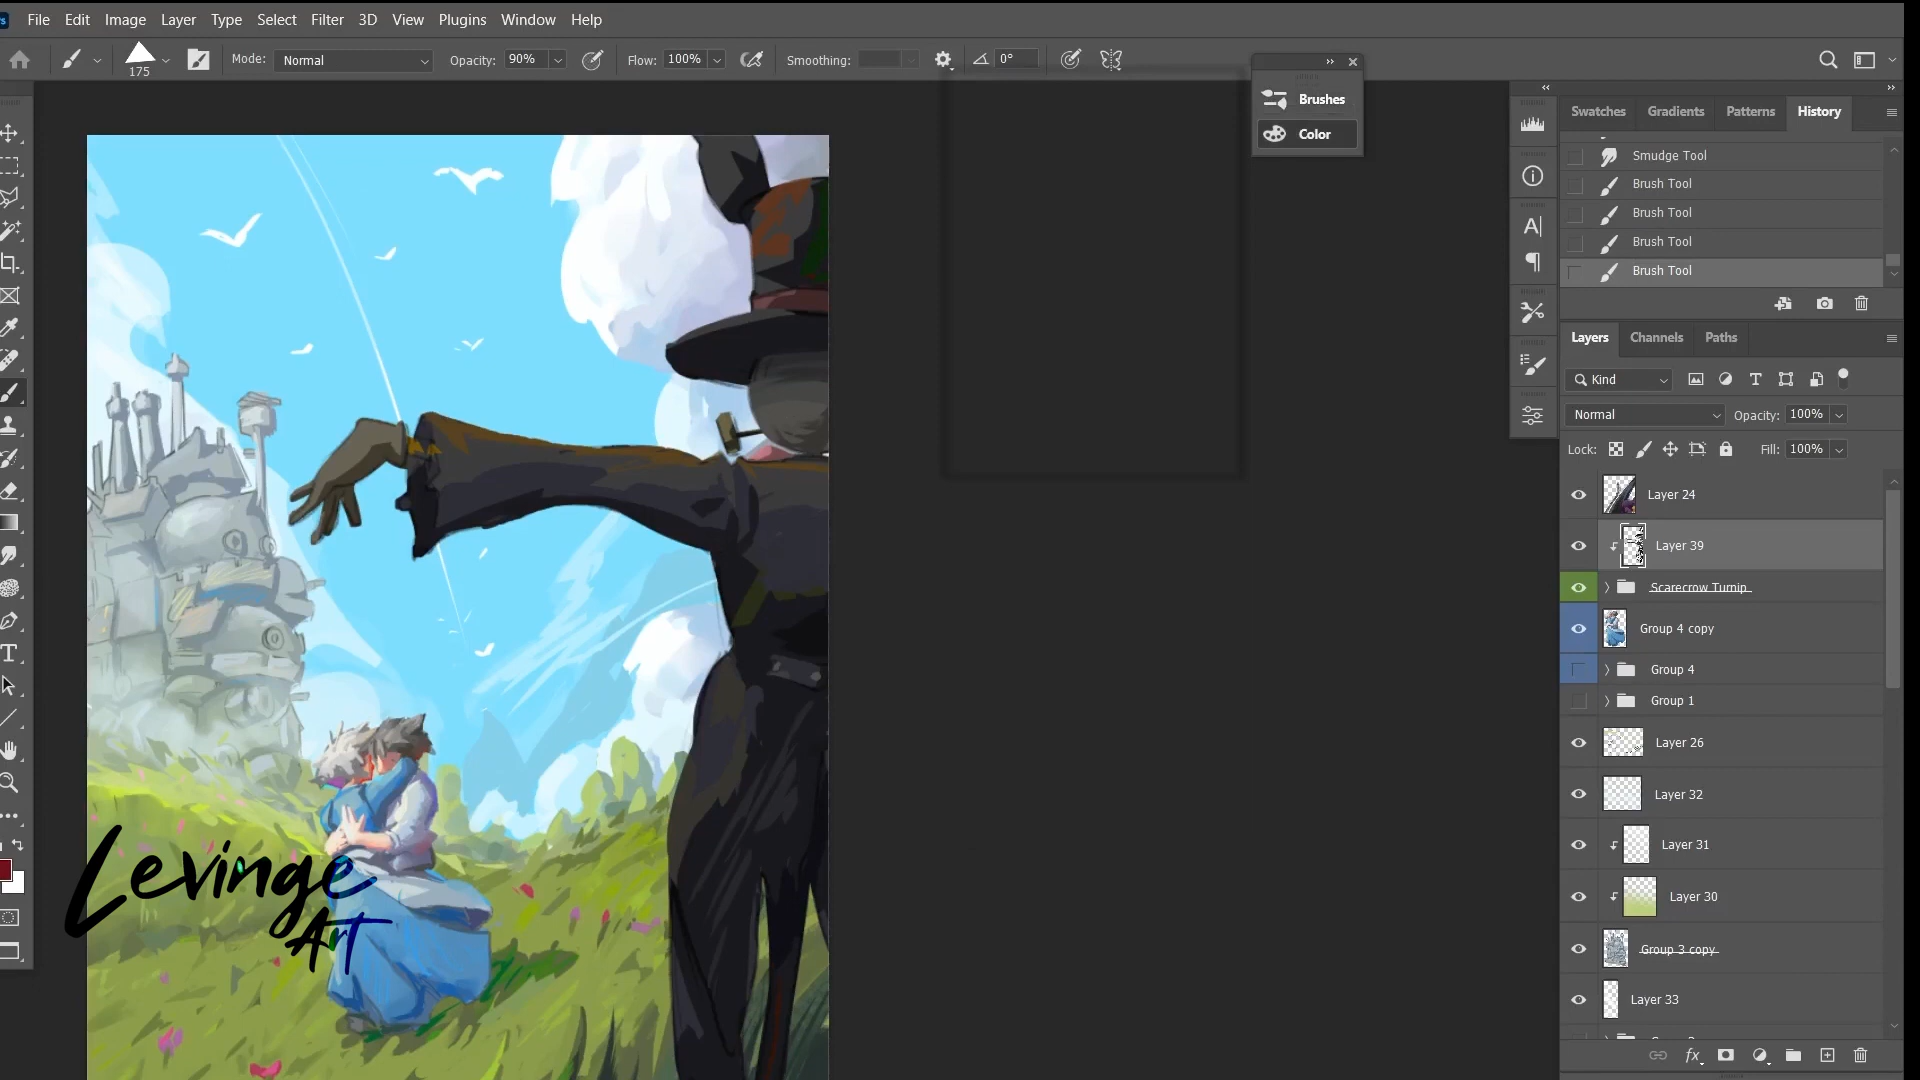 File Edit Image Layer Type Select Filter 3D View Plugins Window Help
175 Mode: Normal Opacity: 90% Flow: 100% Smoothing: 0°
Brushes
Color
Swatches Gradients Patterns History
Smudge Tool
Brush Tool
Brush Tool
Brush Tool
Brush Tool
Layers Channels Paths
Kind
Normal Opacity: 100%
Lock: Fill: 100%
Layer 24
Layer 39
Scarecrow Turnip
Group 4 copy
Group 4
Group 1
Layer 26
Layer 32
Layer 31
Layer 30
Group 3 copy
Layer 33
fx
Levinge
Art